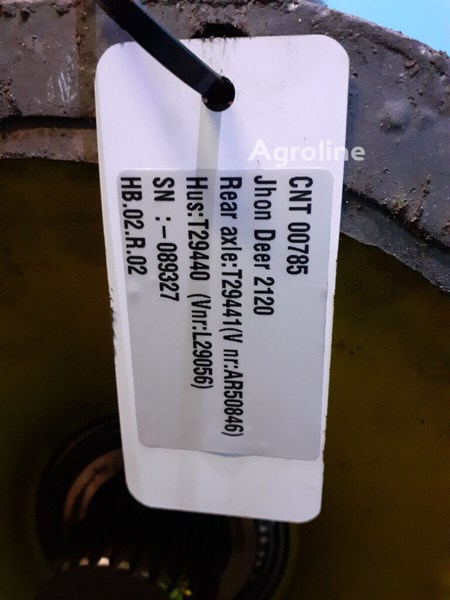 Agroline
CNT 00785
Jhon Deer 2120
Rear axle:T29441(V nr:AR50846)
Hus:T29440 (Vnr:L29056)
SN :-089327
HB.02.R.02